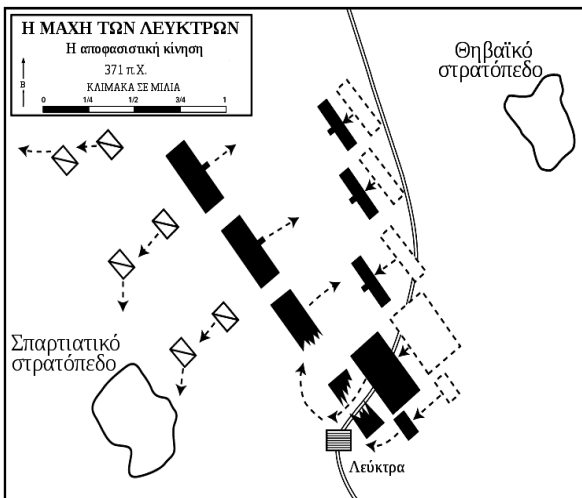 Η ΜΑΧΗ ΤΩΝ ΛΕΥΚΤΡΩΝ
Η αποφασιστική κίνηση
371 π.Χ.
ΚΛΙΜΑΚΑ ΣΕ ΜΙΛΙΑ
Β
0 1/4 1/2 3/4 1
Θηβαϊκό
στρατόπεδο
Σπαρτιατικό
στρατόπεδο
Λεύκτρα